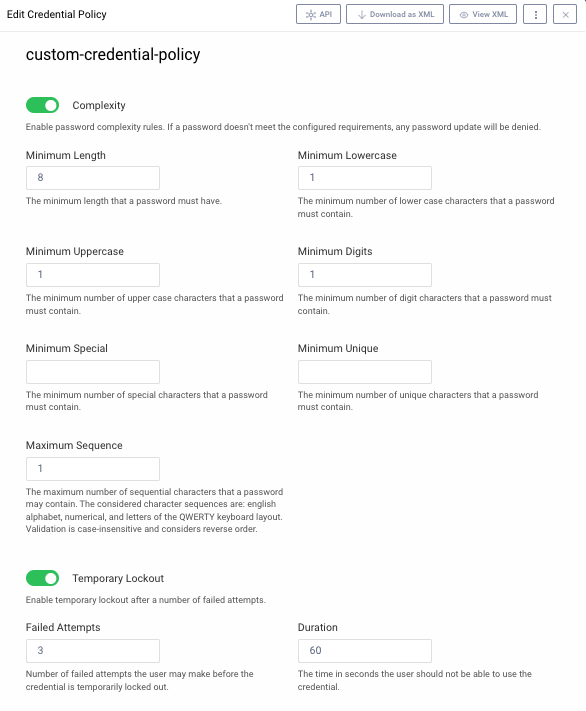 Edit Credential Policy
API
Download as XML
View XML
custom-credential-policy
Complexity
Enable password complexity rules. If a password doesn't meet the configured requirements, any password update will be denied.
Minimum Length
8
The minimum length that a password must have.
Minimum Lowercase
1
The minimum number of lower case characters that a password
must contain.
Minimum Uppercase
1
The minimum number of upper case characters that a password
must contain.
Minimum Digits
1
The minimum number of digit characters that a password must
contain.
Minimum Special
The minimum number of special characters that a password
must contain.
Minimum Unique
The minimum number of unique characters that a password
must contain.
Maximum Sequence
1
The maximum number of sequential characters that a password
may contain. The considered character sequences are: english
alphabet, numerical, and letters of the QWERTY keyboard layout.
Validation is case-insensitive and considers reverse order.
Temporary Lockout
Enable temporary lockout after a number of failed attempts.
Failed Attempts
3
Number of failed attempts the user may make before the
credential is temporarily locked out.
Duration
60
The time in seconds the user should not be able to use the
credential.